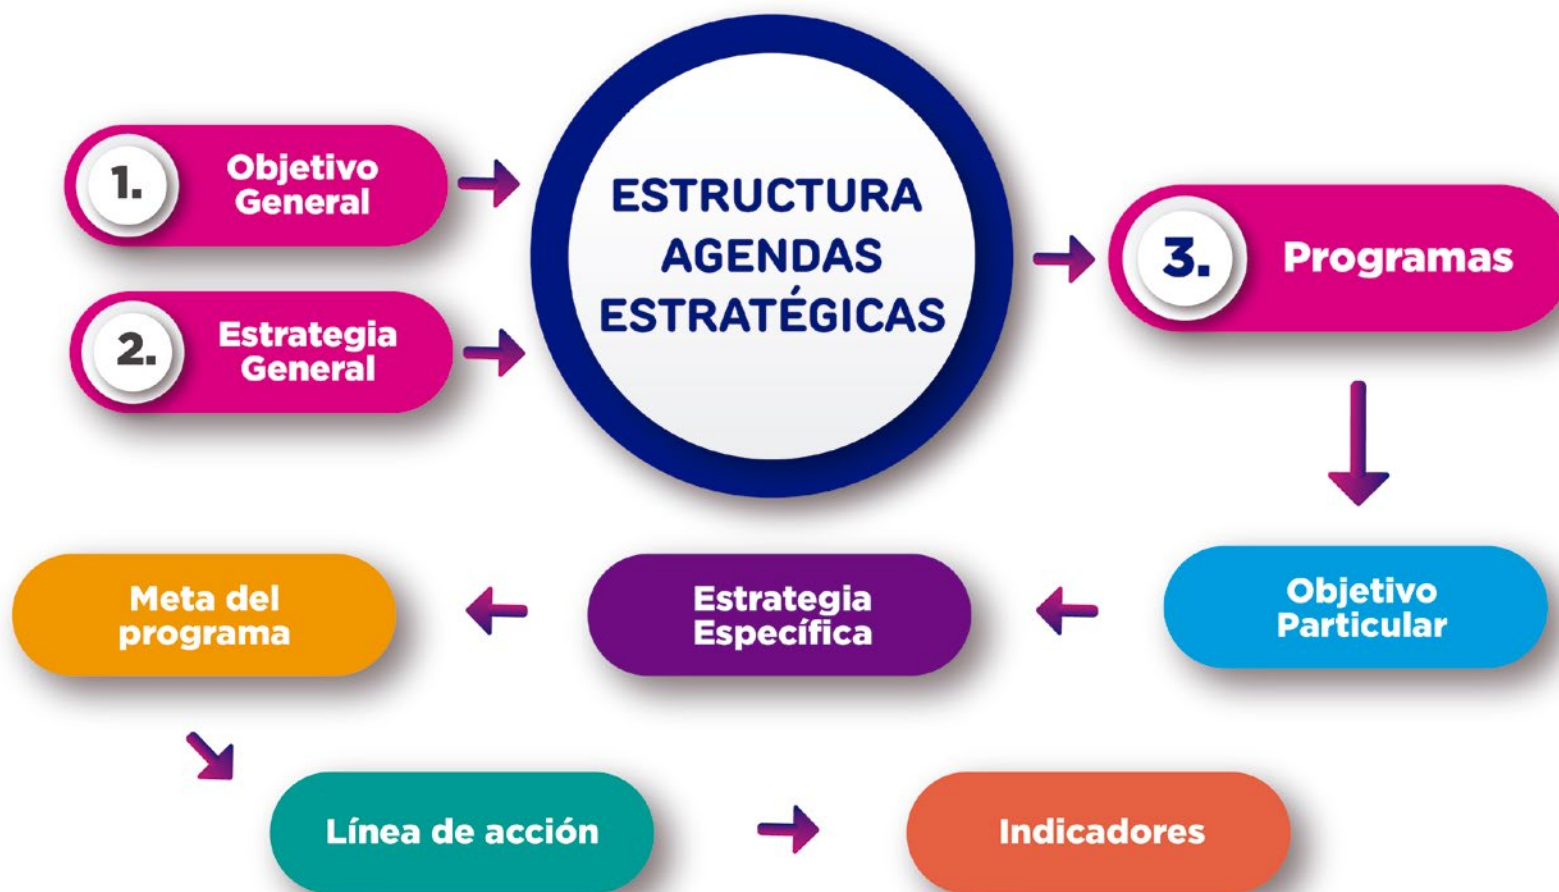 1.
Objetivo
General
2.
Estrategia
General
ESTRUCTURA
AGENDAS
ESTRATÉGICAS
3.
Programas
Objetivo
Particular
Estrategia
Específica
Meta del
programa
Línea de acción
Indicadores